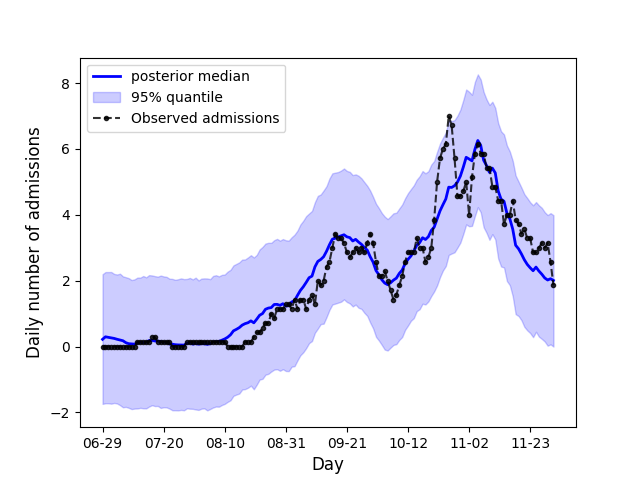 posterior median
95% quantile
Observed admissions
Daily number of admissions
8
6
4
2
0
−2
06-29 07-20 08-10 08-31 09-21 10-12 11-02 11-23
Day